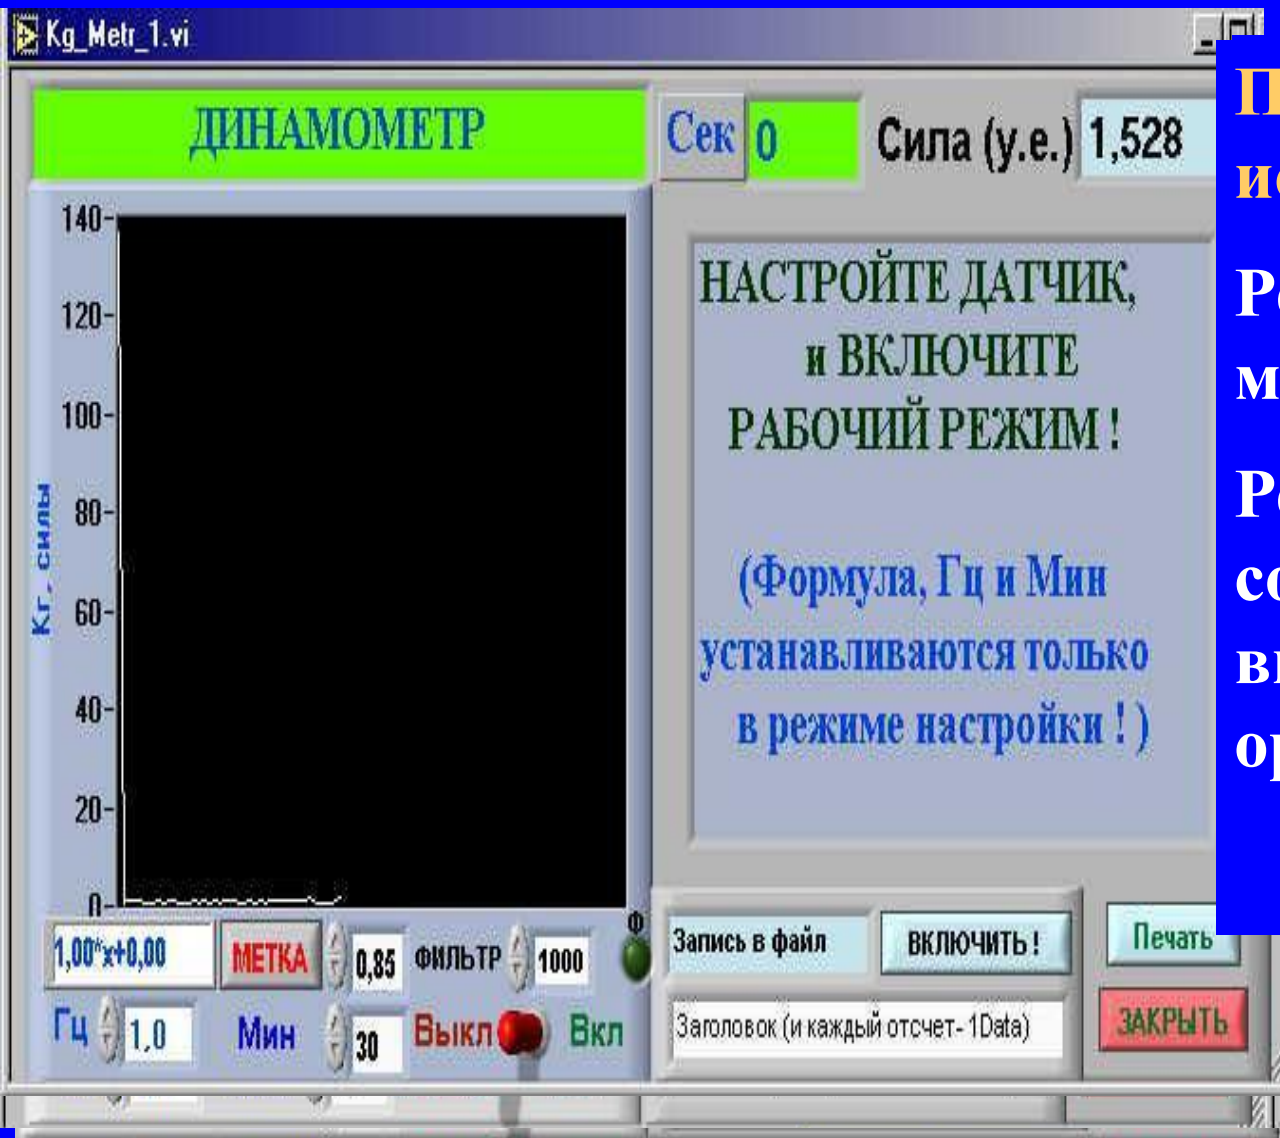 Kg_Metr_1.vi
ДИНАМОМЕТР
Сек 0
Сила (у.е.) 1,528
140
120
100
80
60
40
20
0
Кг, силы
НАСТРОЙТЕ ДАТЧИК,
и ВКЛЮЧИТЕ
РАБОЧИЙ РЕЖИМ !
(Формула, Гц и Мин
устанавливаются только
в режиме настройки ! )
1,00*x+0,00
МЕТКА
0,85
ФИЛЬТР
1000
Ф
Гц 1,0
Мин 30
Выкл
Вкл
Запись в файл
ВКЛЮЧИТЬ !
Печать
Заголовок (и каждый отсчет- 1Data)
ЗАКРЫТЬ